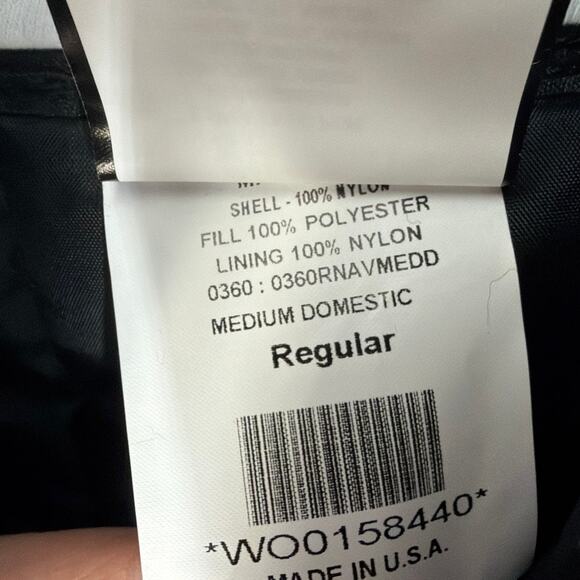 SHELL - 100% NYLON
FILL 100% POLYESTER
LINING 100% NYLON
0360 : 0360RNAVMEDD
MEDIUM DOMESTIC
Regular
*WO0158440*
MADE IN U.S.A.